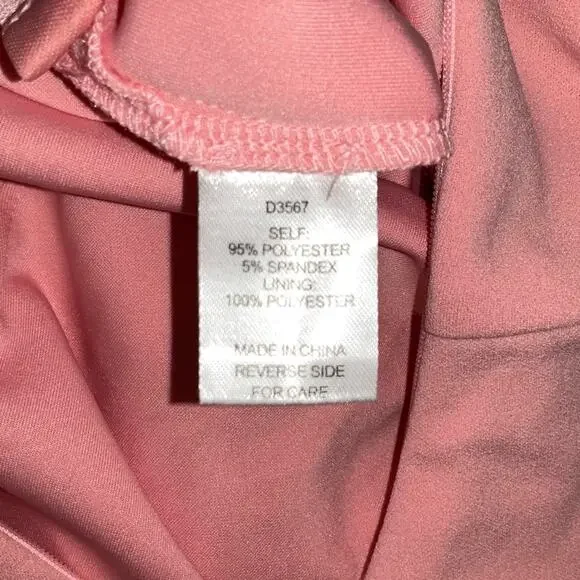 D3567
SELF:
95% POLYESTER
5% SPANDEX
LINING:
100% POLYESTER
MADE IN CHINA
REVERSE SIDE
FOR CARE